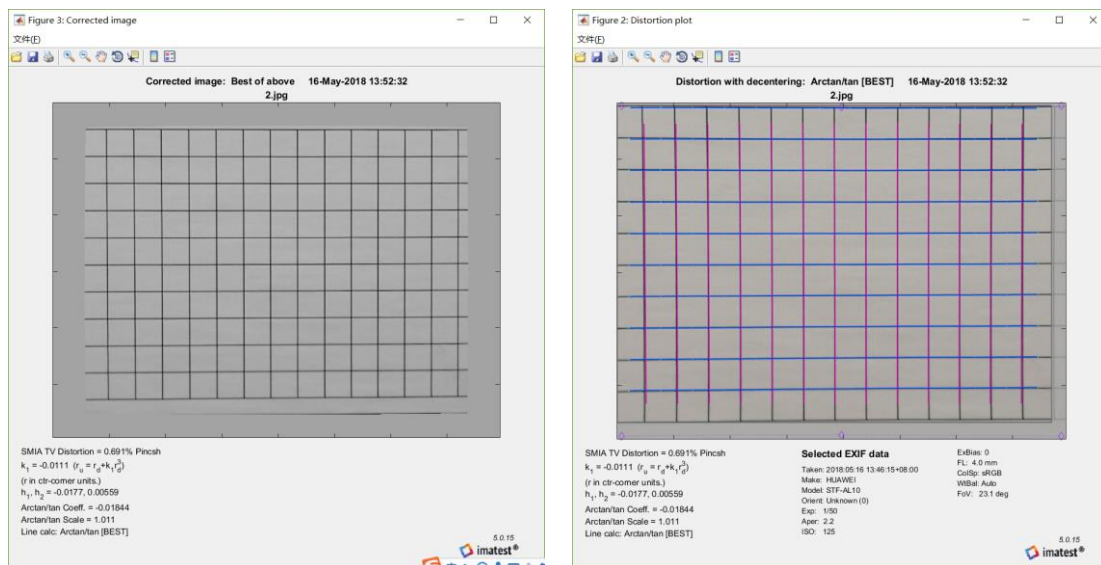 Figure 3: Corrected image
文件(F)
Corrected image: Best of above 16-May-2018 13:52:32
2.jpg
SMIA TV Distortion = 0.691% Pincsh
k₁ = -0.0111 (rᵤ = r_d+k₁r_d³)
(r in ctr-corner units.)
h₁, h₂ = -0.0177, 0.00559
Arctan/tan Coeff. = -0.01844
Arctan/tan Scale = 1.011
Line calc: Arctan/tan [BEST]
5.0.15
imatest®
Figure 2: Distortion plot
文件(F)
Distortion with decentering: Arctan/tan [BEST] 16-May-2018 13:52:32
2.jpg
SMIA TV Distortion = 0.691% Pincsh
k₁ = -0.0111 (rᵤ = r_d+k₁r_d³)
(r in ctr-corner units.)
h₁, h₂ = -0.0177, 0.00559
Arctan/tan Coeff. = -0.01844
Arctan/tan Scale = 1.011
Line calc: Arctan/tan [BEST]
Selected EXIF data
Taken: 2018:05:16 13:46:15+08:00
Make: HUAWEI
Model: STF-AL10
Orient: Unknown (0)
Exp: 1/50
Aper: 2.2
ISO: 125
ExBias: 0
FL: 4.0 mm
ColSp: sRGB
WtBal: Auto
FoV: 23.1 deg
5.0.15
imatest®